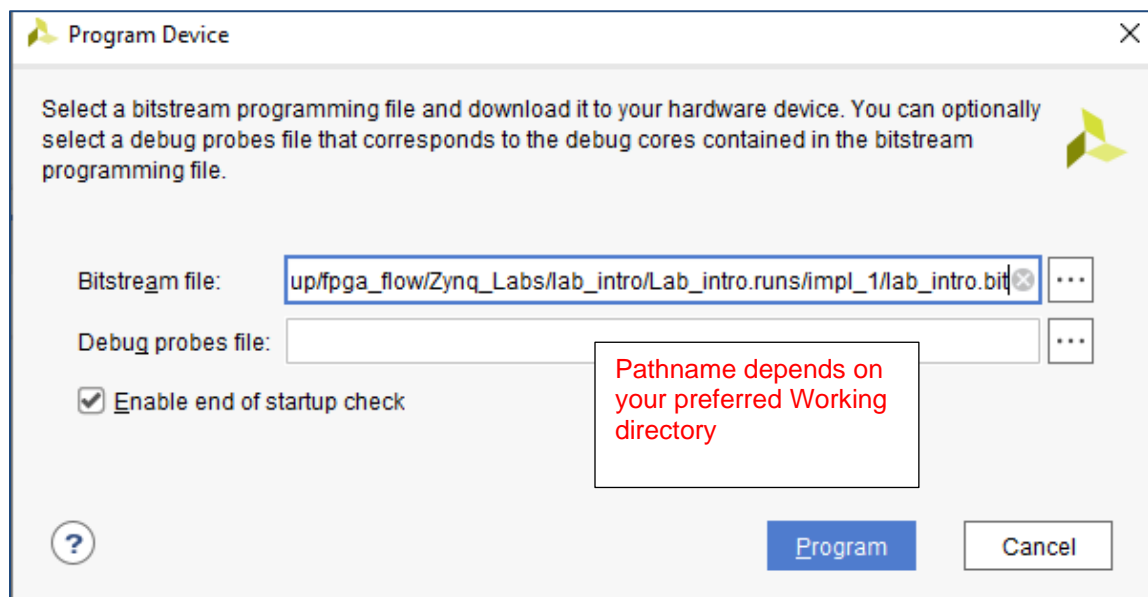 Program Device
Select a bitstream programming file and download it to your hardware device. You can optionally
select a debug probes file that corresponds to the debug cores contained in the bitstream
programming file.
Bitstream file: up/fpga_flow/Zynq_Labs/lab_intro/Lab_intro.runs/impl_1/lab_intro.bit ...
Debug probes file: ...
Pathname depends on
your preferred Working
directory
Enable end of startup check
? Program Cancel